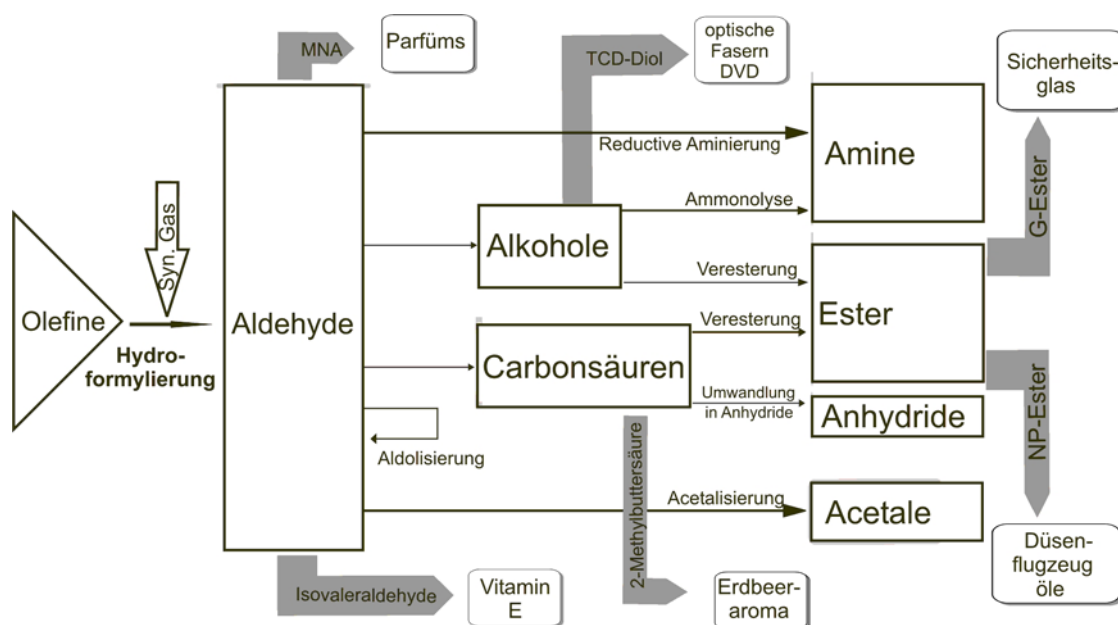 MNA
Parfüms
TCD-Diol
optische
Fasern
DVD
Sicherheits-
glas
Reductive Aminierung
Amine
Ammonolyse
Syn. Gas
Alkohole
G-Ester
Veresterung
Olefine
Hydro-
formylierung
Aldehyde
Veresterung
Ester
Carbonsäuren
Umwandlung
in Anhydride
Anhydride
NP-Ester
Aldolisierung
2-Methylbuttersäure
Acetalisierung
Acetale
Düsen-
flugzeug
öle
Isovaleraldehyde
Vitamin
E
Erdbeer-
aroma